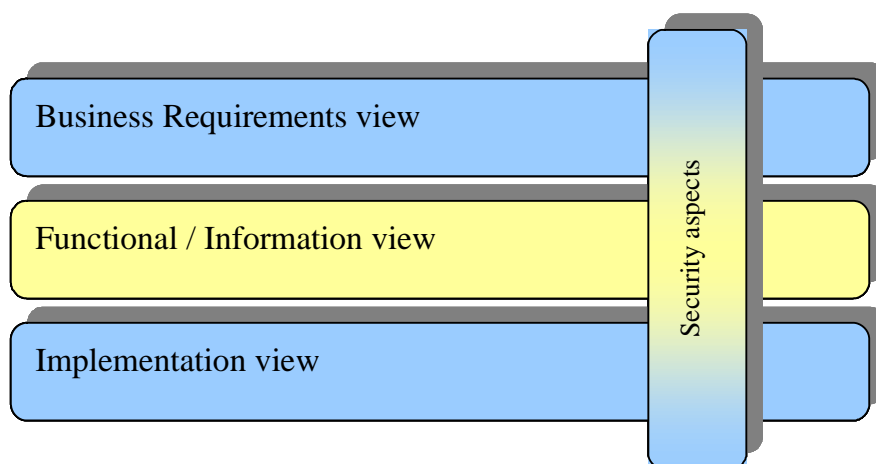 Business Requirements view
Functional / Information view
Implementation view
Security aspects